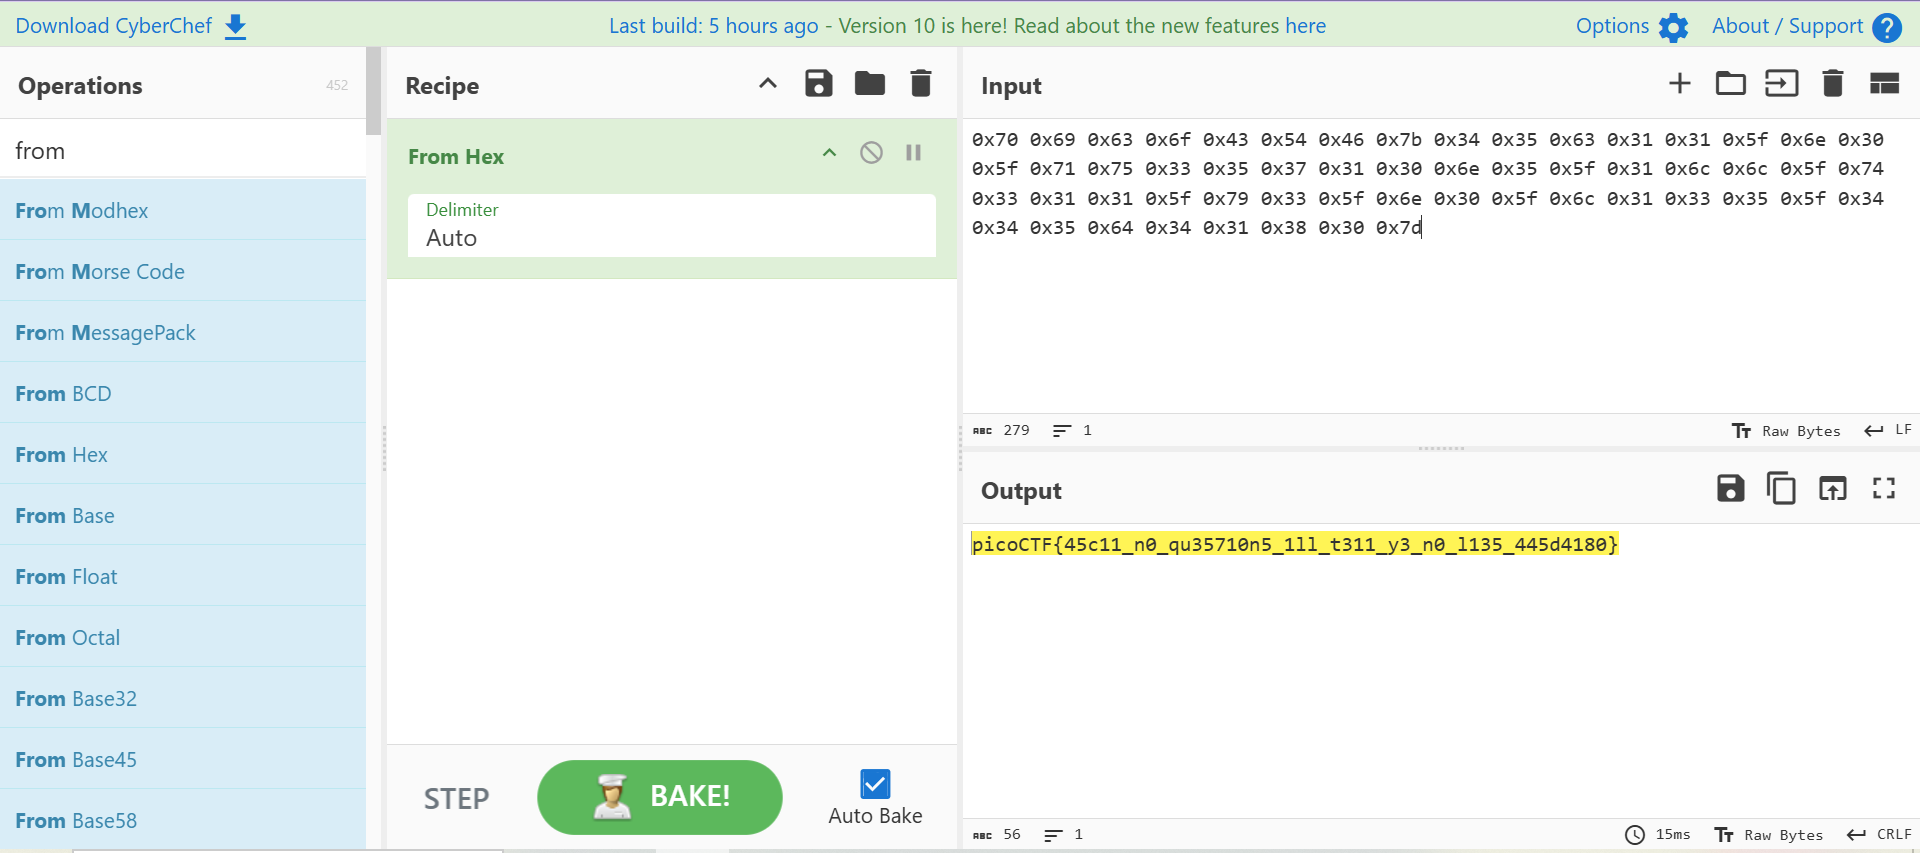 Download CyberChef
Last build: 5 hours ago - Version 10 is here! Read about the new features here
Options
About / Support
Operations
452
from
From Modhex
From Morse Code
From MessagePack
From BCD
From Hex
From Base
From Float
From Octal
From Base32
From Base45
From Base58
Recipe
From Hex
Delimiter
Auto
STEP
BAKE!
Auto Bake
Input
0x70 0x69 0x63 0x6f 0x43 0x54 0x46 0x7b 0x34 0x35 0x63 0x31 0x31 0x5f 0x6e 0x30
0x5f 0x71 0x75 0x33 0x35 0x37 0x31 0x30 0x6e 0x35 0x5f 0x31 0x6c 0x6c 0x5f 0x74
0x33 0x31 0x31 0x5f 0x79 0x33 0x5f 0x6e 0x30 0x5f 0x6c 0x31 0x33 0x35 0x5f 0x34
0x34 0x35 0x64 0x34 0x31 0x38 0x30 0x7d
ABC 279 1
Raw Bytes LF
Output
picoCTF{45c11_n0_qu35710n5_1ll_t311_y3_n0_l135_445d4180}
ABC 56 1
15ms Raw Bytes CRLF